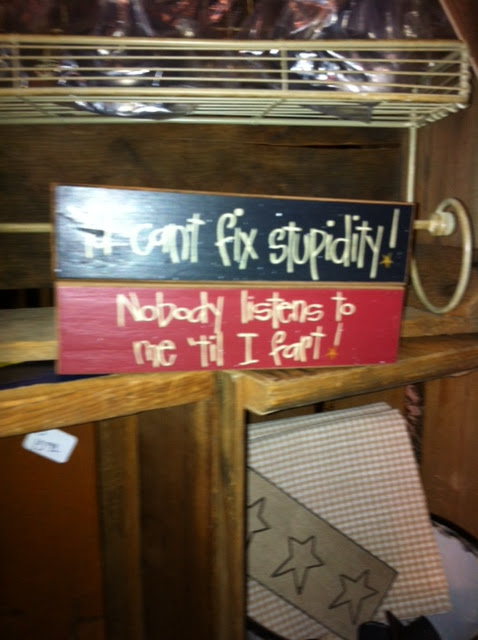 can't fix stupidity!
Nobody listens to
me 'til I fart!